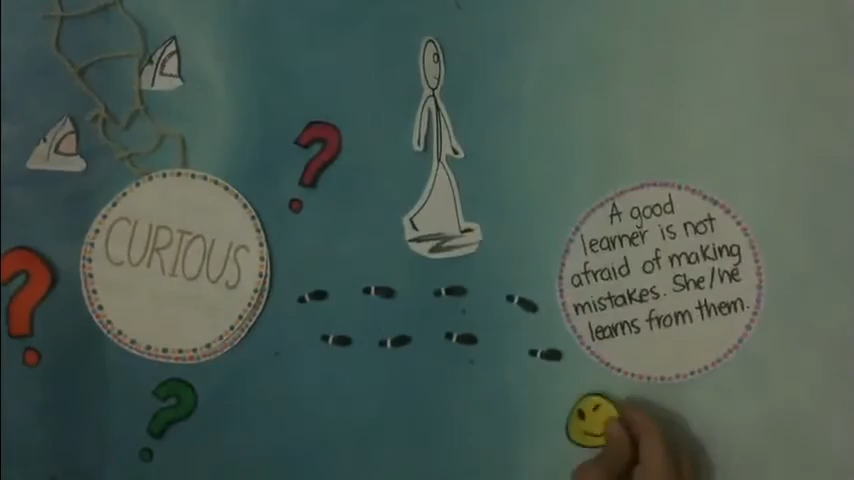 CURIOUS
A good
learner is not
afraid of making
mistakes. She/he
learns from them.
?
?
?